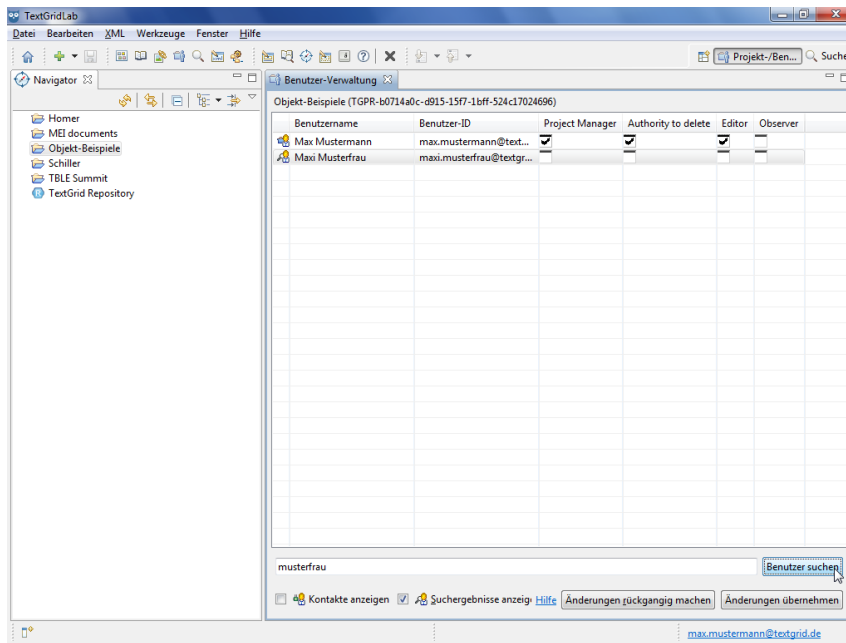 TextGridLab
Datei Bearbeiten XML Werkzeuge Fenster Hilfe
Projekt-/Ben... Suche
Navigator
Benutzer-Verwaltung
Homer
MEI documents
Objekt-Beispiele
Schiller
TBLE Summit
TextGrid Repository
Objekt-Beispiele (TGPR-b0714a0c-d915-15f7-1bff-524c17024696)
Benutzername Benutzer-ID Project Manager Authority to delete Editor Observer
Max Mustermann max.mustermann@text...
Maxi Musterfrau maxi.musterfrau@textgr...
musterfrau Benutzer suchen
Kontakte anzeigen Suchergebnisse anzeig Hilfe Änderungen rückgangig machen Änderungen übernehmen
max.mustermann@textgrid.de